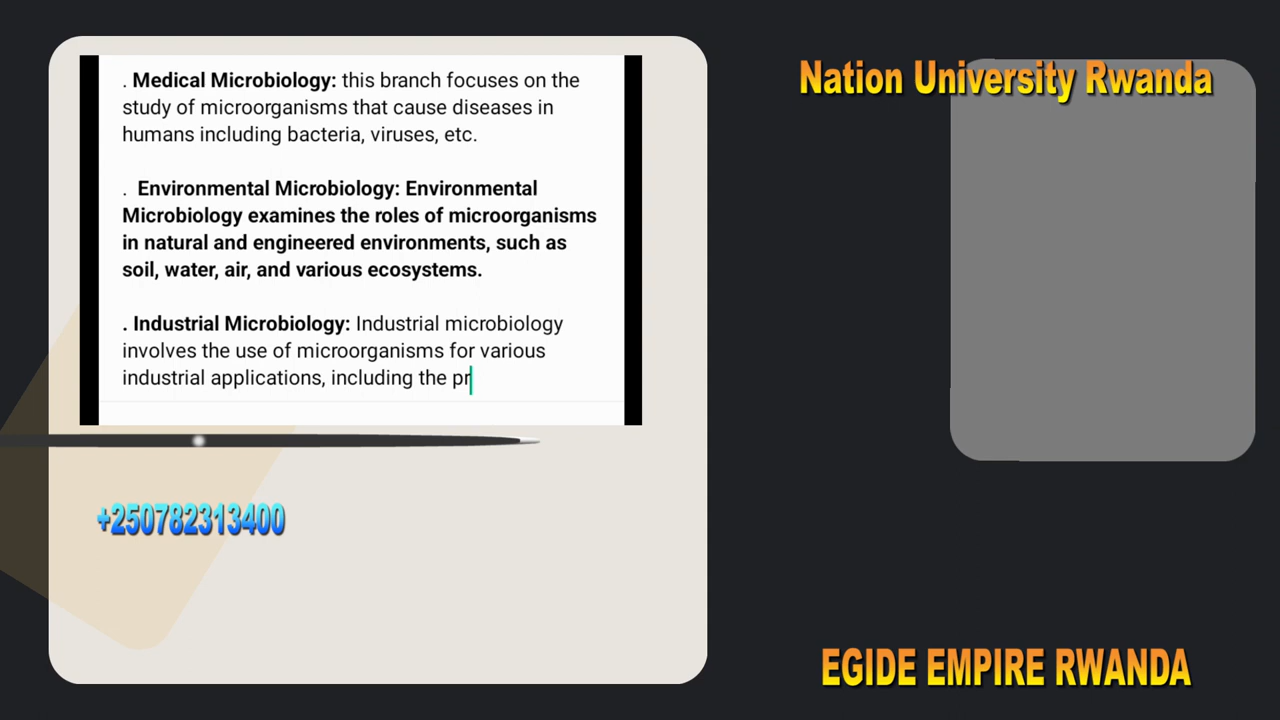 . Medical Microbiology: this branch focuses on the
study of microorganisms that cause diseases in
humans including bacteria, viruses, etc.
. Environmental Microbiology: Environmental
Microbiology examines the roles of microorganisms
in natural and engineered environments, such as
soil, water, air, and various ecosystems.
. Industrial Microbiology: Industrial microbiology
involves the use of microorganisms for various
industrial applications, including the pr
+250782313400
Nation University Rwanda
EGIDE EMPIRE RWANDA